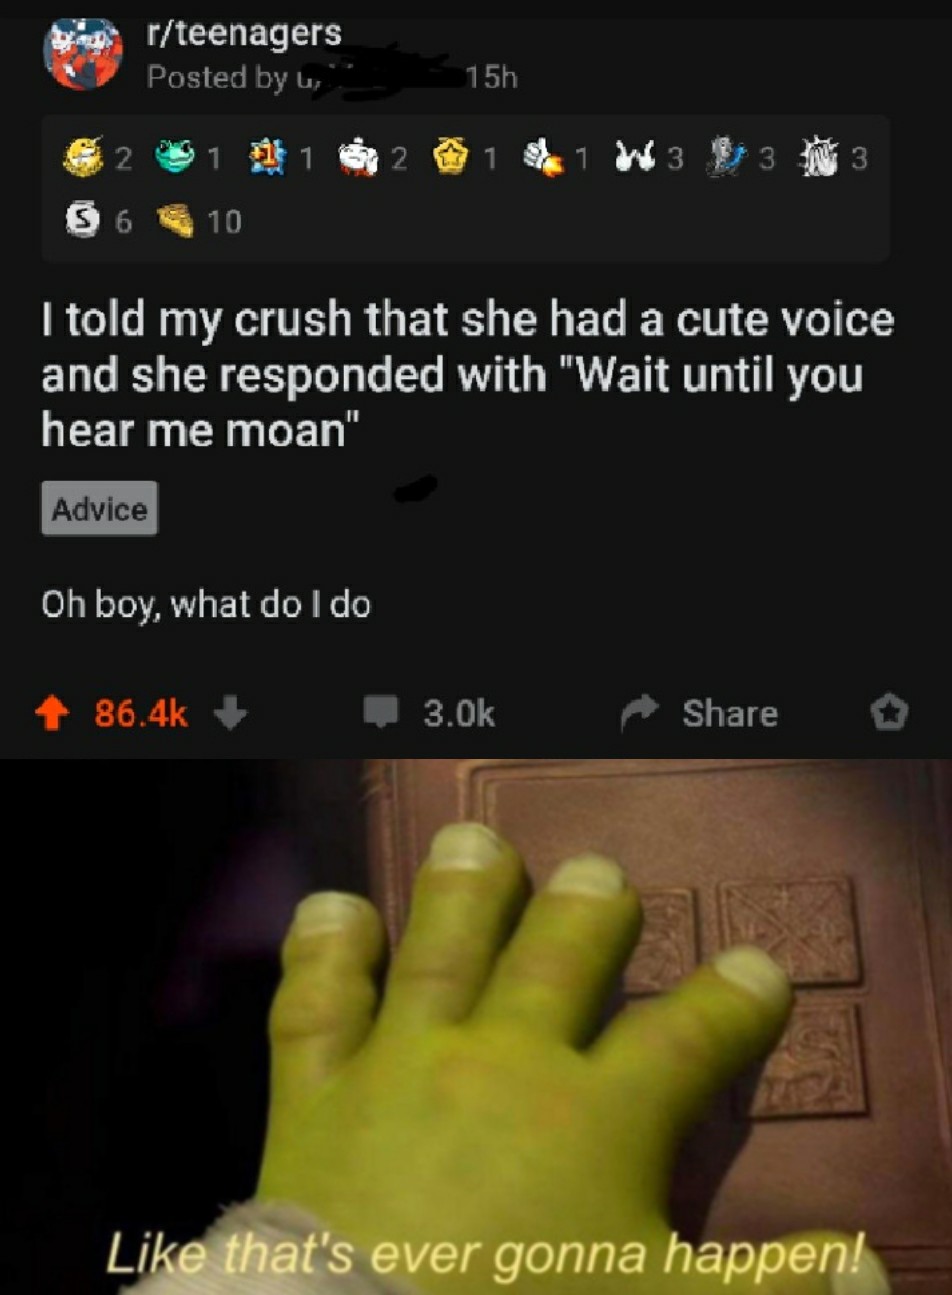 r/teenagers
Posted by u/ 15h
2 1 +1 1 2 1 1 3 3 3
S 6 10
I told my crush that she had a cute voice
and she responded with "Wait until you
hear me moan"
Advice
Oh boy, what do I do
86.4k 3.0k Share
Like that's ever gonna happen!